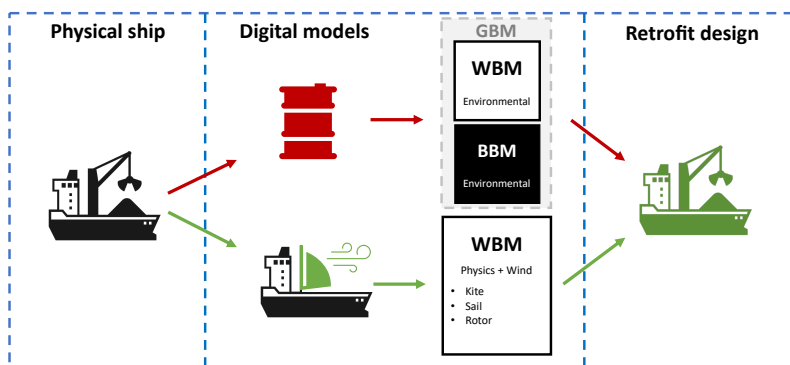 Physical ship
Digital models
GBM
Retrofit design
WBM
Environmental
BBM
Environmental
WBM
Physics + Wind
• Kite
• Sail
• Rotor